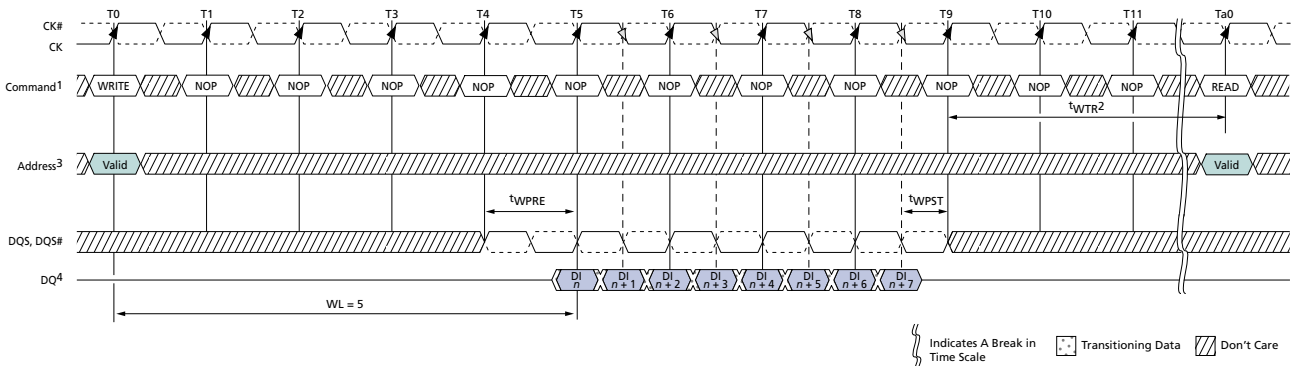 T0 T1 T2 T3 T4 T5 T6 T7 T8 T9 T10 T11 Ta0
CK#
CK
Command1 WRITE NOP NOP NOP NOP NOP NOP NOP NOP NOP NOP NOP READ
tWTR2
Address3 Valid Valid
tWPRE tWPST
DQS, DQS#
DQ4 DI n DI n + 1 DI n + 2 DI n + 3 DI n + 4 DI n + 5 DI n + 6 DI n + 7
WL = 5
Indicates A Break in
Time Scale
Transitioning Data
Don't Care